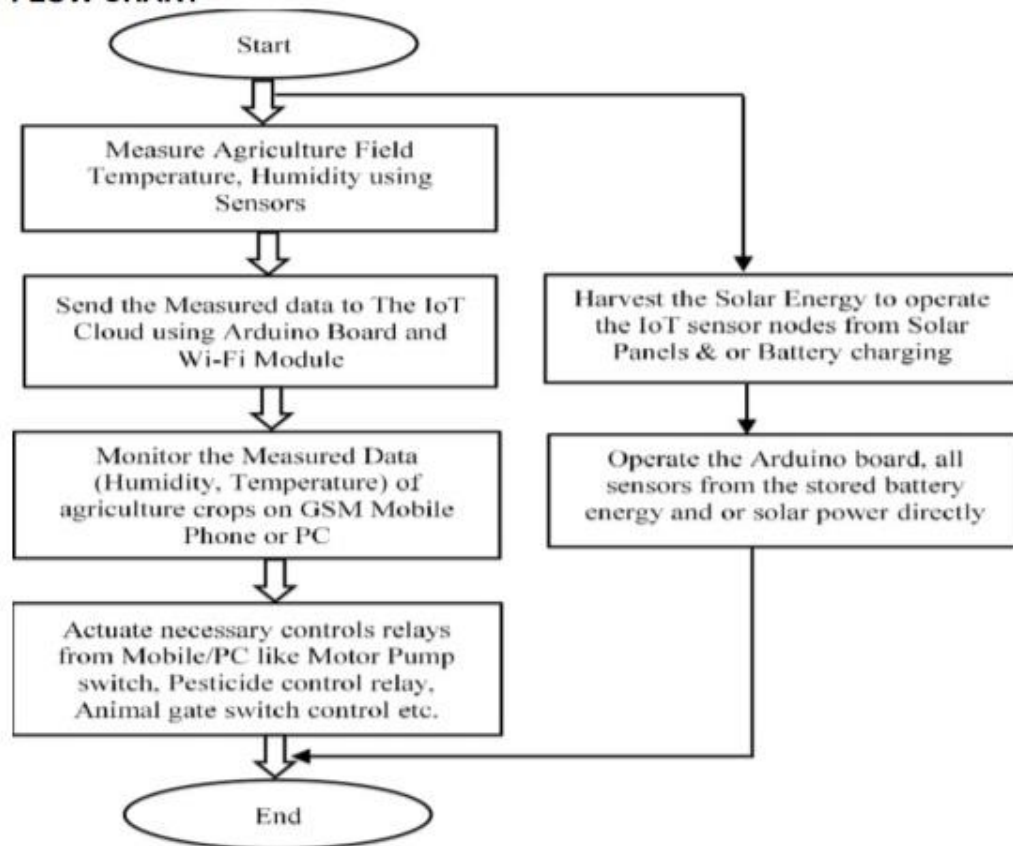 FLOW CHART
Start
Measure Agriculture Field
Temperature, Humidity using
Sensors
Send the Measured data to The IoT
Cloud using Arduino Board and
Wi-Fi Module
Monitor the Measured Data
(Humidity, Temperature) of
agriculture crops on GSM Mobile
Phone or PC
Actuate necessary controls relays
from Mobile/PC like Motor Pump
switch, Pesticide control relay,
Animal gate switch control etc.
Harvest the Solar Energy to operate
the IoT sensor nodes from Solar
Panels & or Battery charging
Operate the Arduino board, all
sensors from the stored battery
energy and or solar power directly
End